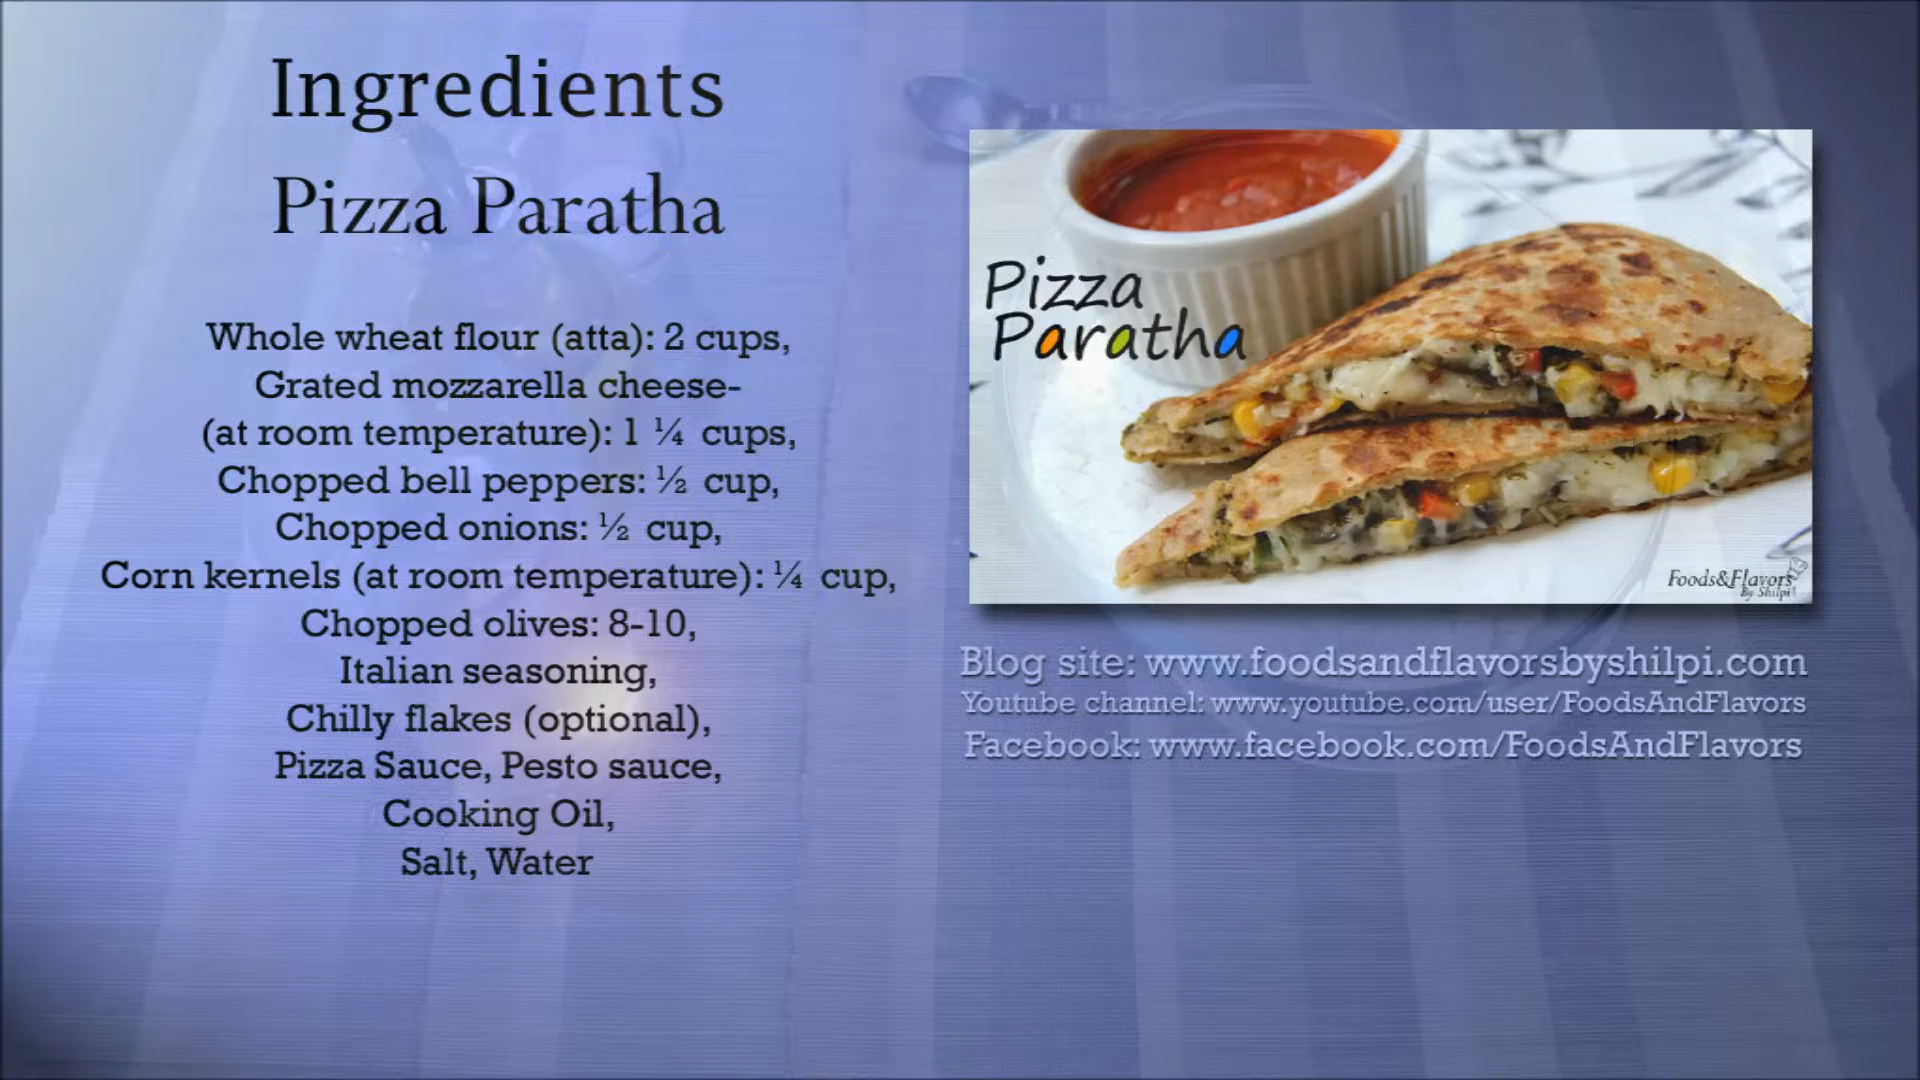 Ingredients
Pizza Paratha
Whole wheat flour (atta): 2 cups,
Grated mozzarella cheese-
(at room temperature): 1 ¼ cups,
Chopped bell peppers: ½ cup,
Chopped onions: ½ cup,
Corn kernels (at room temperature): ¼ cup,
Chopped olives: 8-10,
Italian seasoning,
Chilly flakes (optional),
Pizza Sauce, Pesto sauce,
Cooking Oil,
Salt, Water
Pizza
Paratha
Foods&Flavors
By Shilpi
Blog site: www.foodsandflavorsbyshilpi.com
Youtube channel: www.youtube.com/user/FoodsAndFlavors
Facebook: www.facebook.com/FoodsAndFlavors